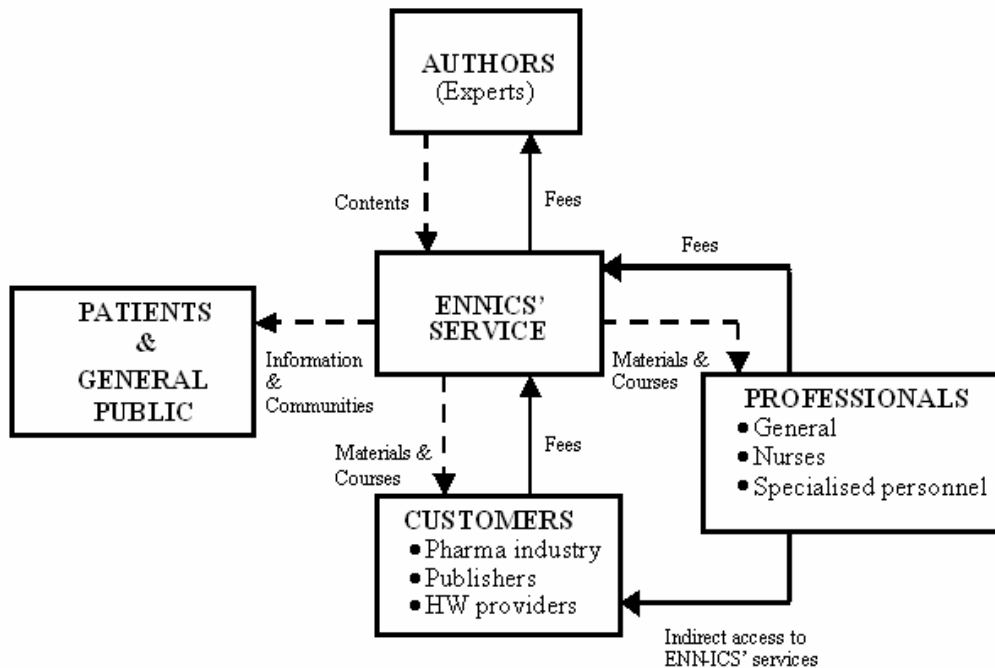 AUTHORS
(Experts)
Contents
Fees
Fees
ENNICS’
SERVICE
PATIENTS
&
GENERAL
PUBLIC
Information
&
Communities
Materials &
Courses
PROFESSIONALS
● General
● Nurses
● Specialised personnel
Materials &
Courses
Fees
CUSTOMERS
● Pharma industry
● Publishers
● HW providers
Indirect access to
ENN-ICS’ services